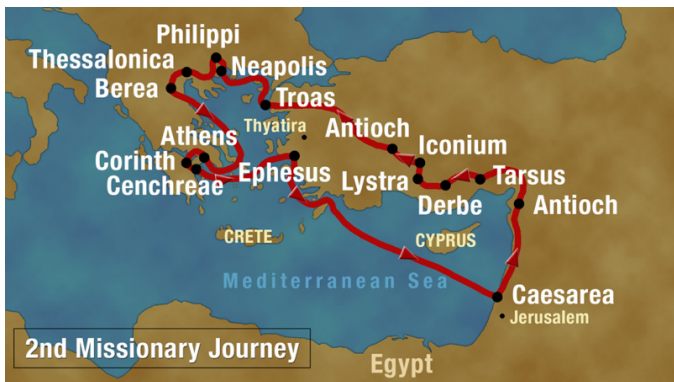 Philippi
Thessalonica
Neapolis
Berea
Troas
Thyatira
Athens
Antioch
Iconium
Corinth
Cenchreae
Ephesus
Lystra
Tarsus
Derbe
Antioch
CRETE
CYPRUS
Mediterranean Sea
Caesarea
Jerusalem
2nd Missionary Journey
Egypt